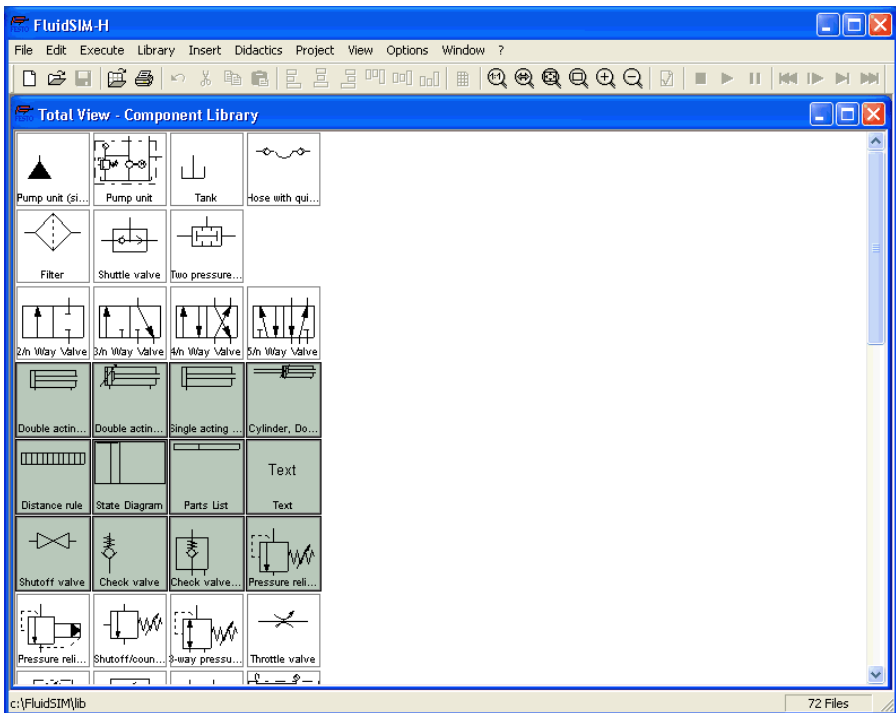 FluidSIM-H
File Edit Execute Library Insert Didactics Project View Options Window ?
Total View - Component Library
Pump unit (si... Pump unit Tank Hose with qui...
Filter Shuttle valve Two pressure...
2/n Way Valve 3/n Way Valve 4/n Way Valve 5/n Way Valve
Double actin... Double actin... Single acting ... Cylinder, Do...
Text
Distance rule State Diagram Parts List Text
Shutoff valve Check valve Check valve... Pressure reli...
Pressure reli... Shutoff/coun... 3-way pressu... Throttle valve
c:\FluidSIM\lib 72 Files